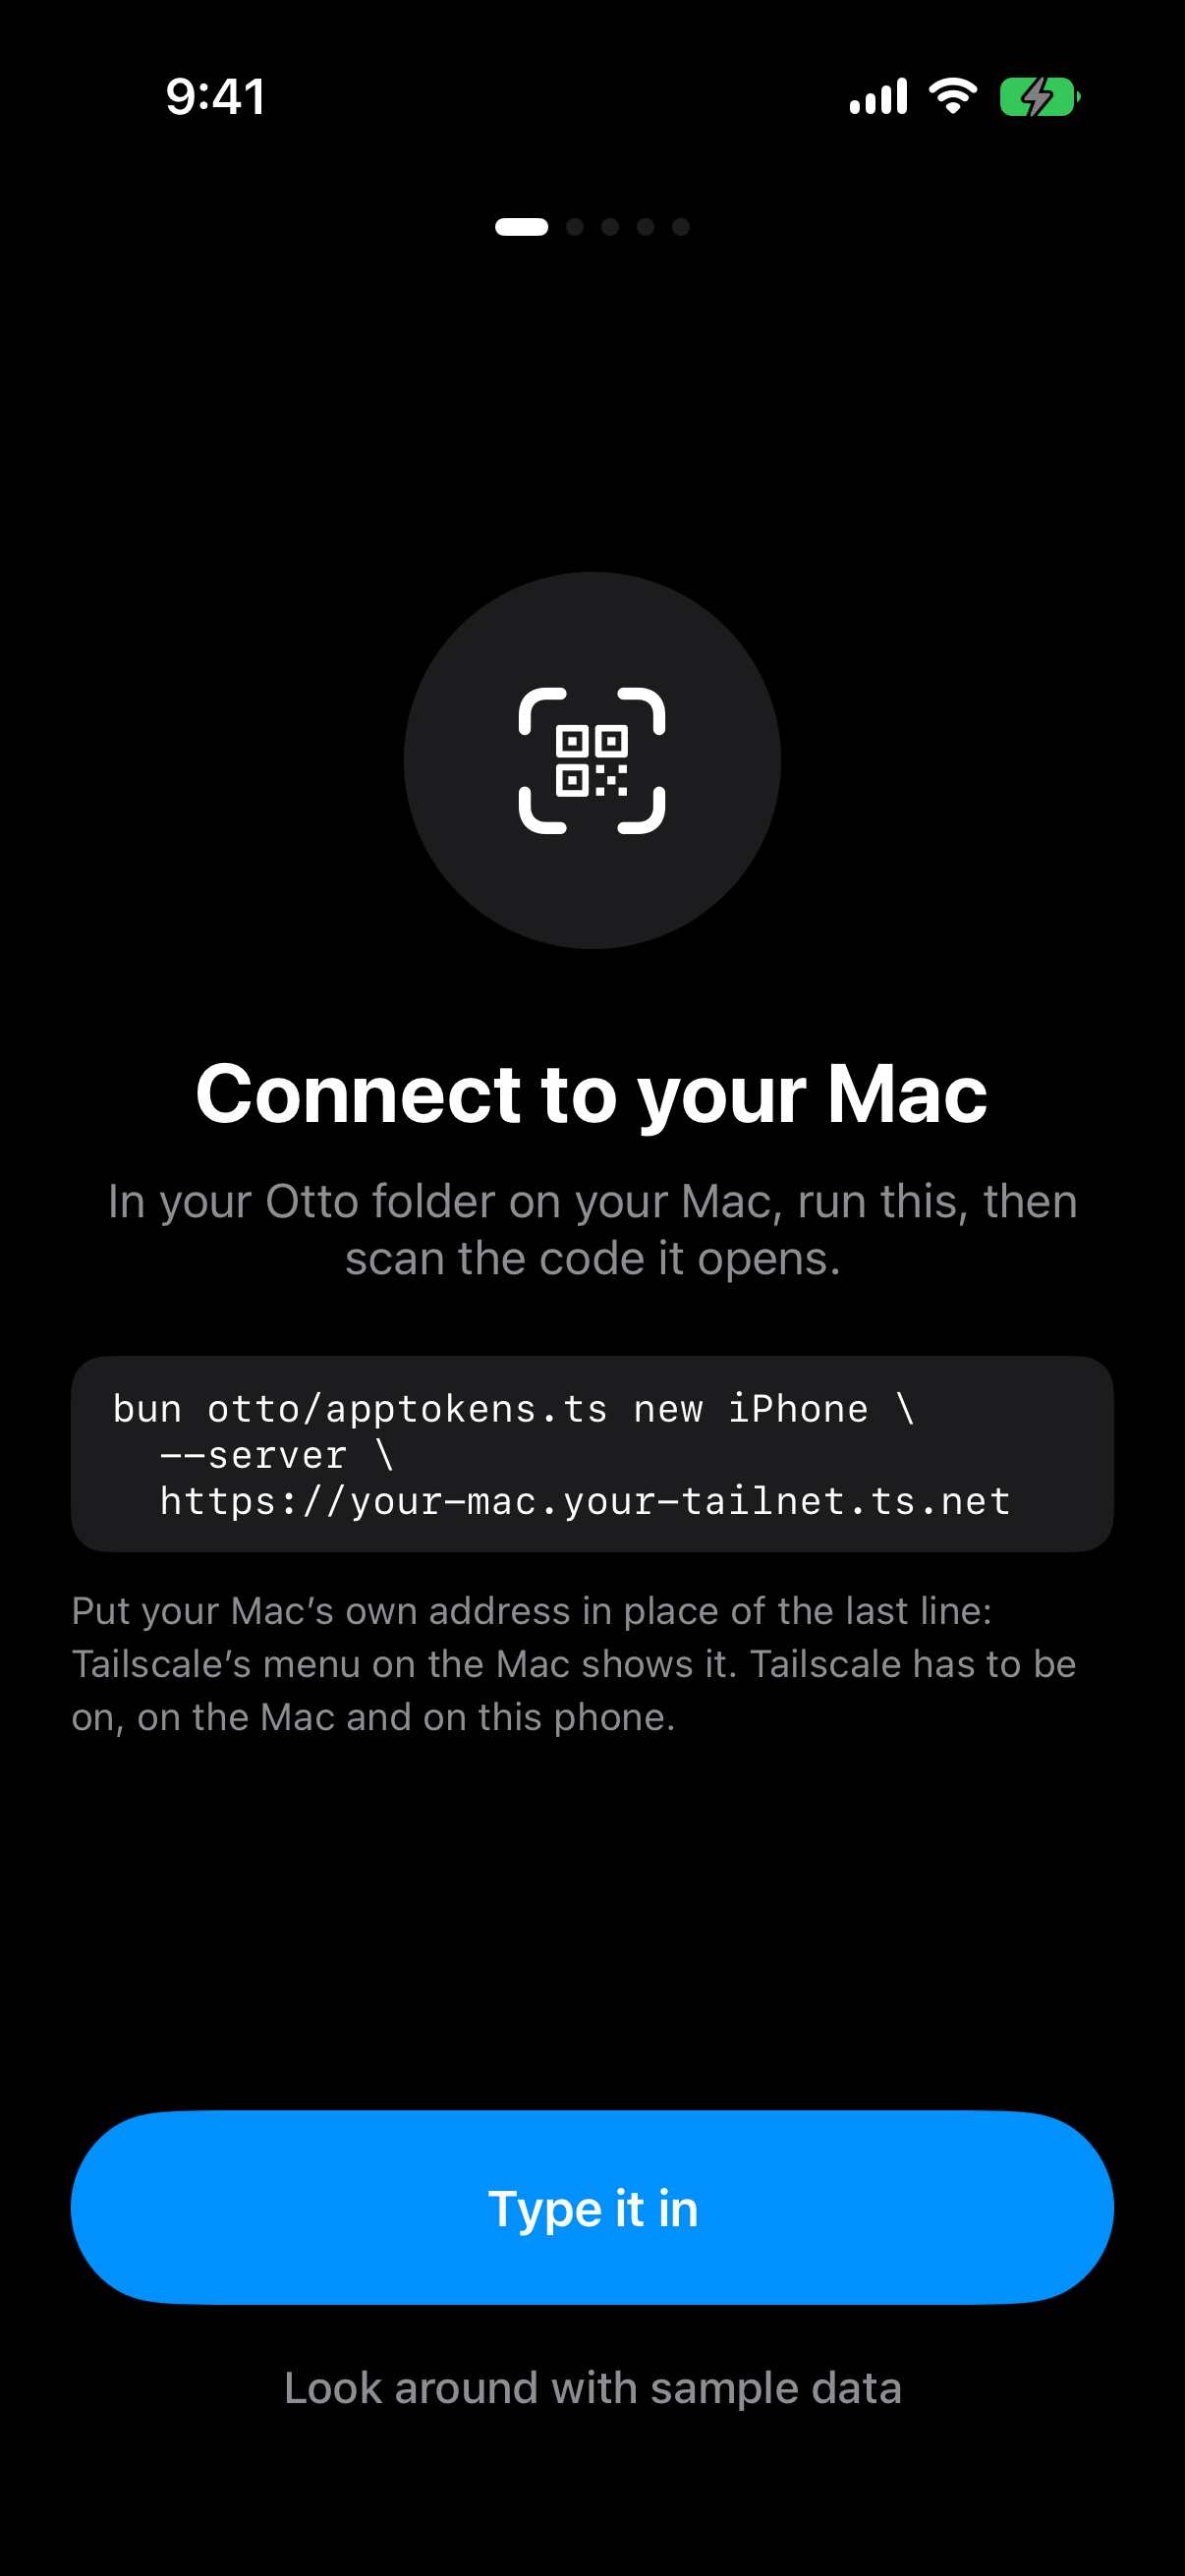 9:41
Connect to your Mac
In your Otto folder on your Mac, run this, then
scan the code it opens.
bun otto/apptokens.ts new iPhone \
  --server \
  https://your-mac.your-tailnet.ts.net
Put your Mac’s own address in place of the last line:
Tailscale’s menu on the Mac shows it. Tailscale has to be
on, on the Mac and on this phone.
Type it in
Look around with sample data